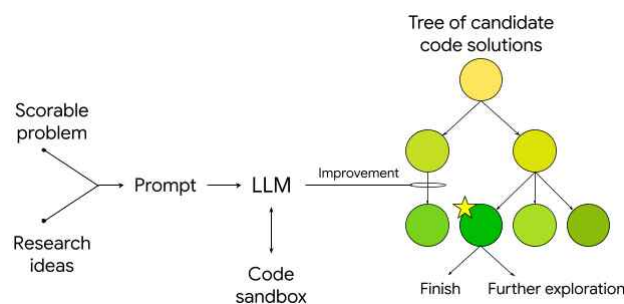 Tree of candidate
code solutions
Scorable
problem
Prompt
LLM
Improvement
Research
ideas
Code
sandbox
Finish
Further exploration